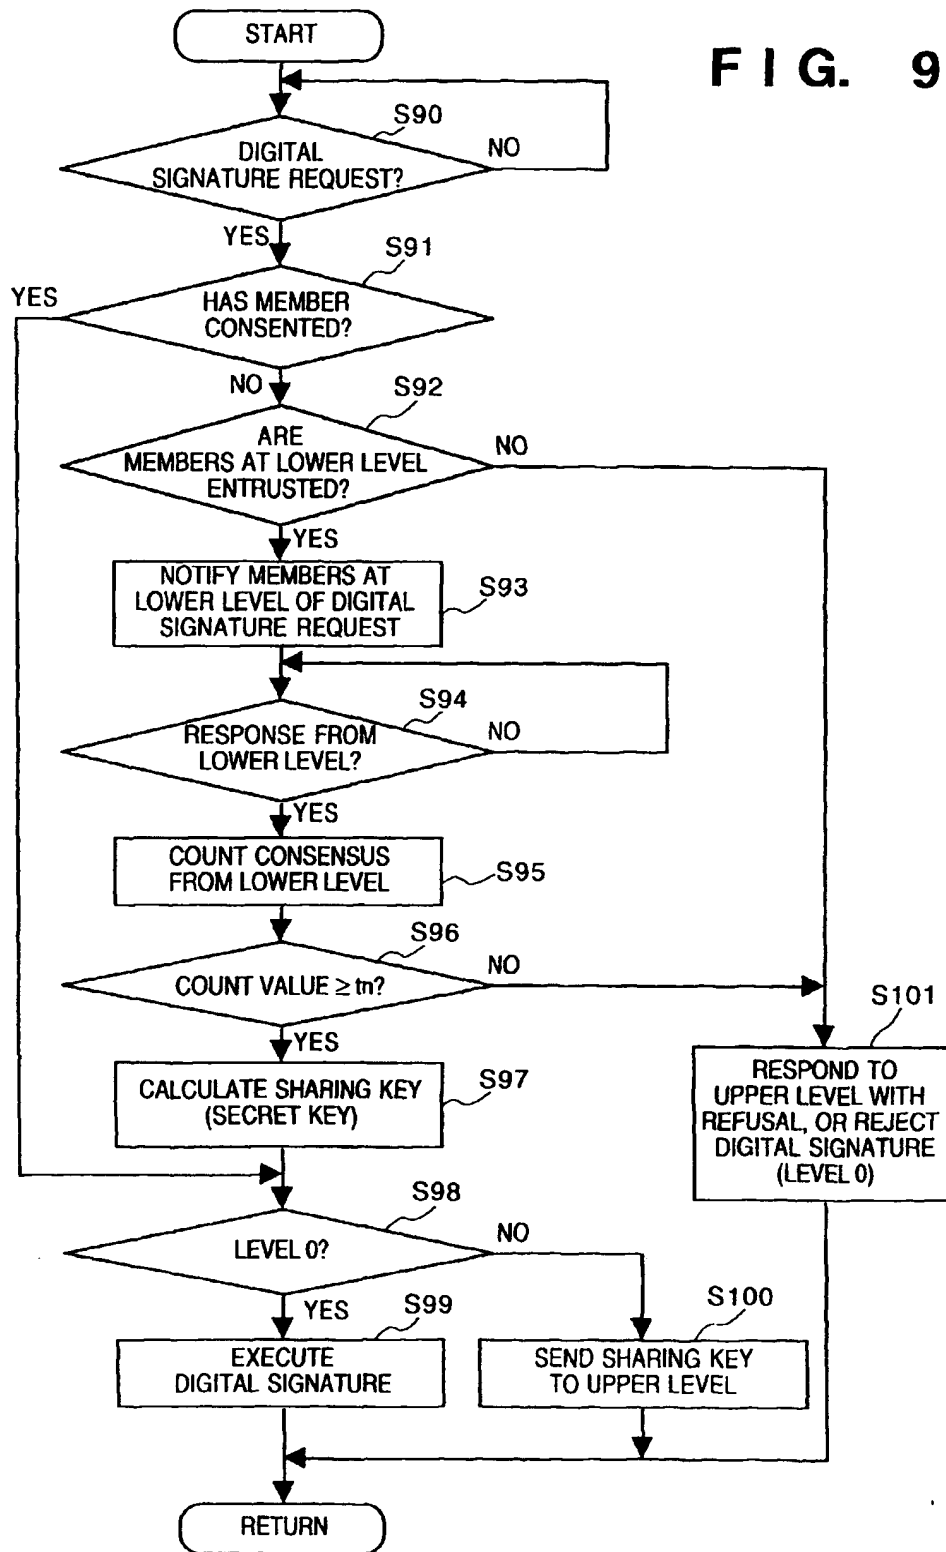 START
F I G. 9
S90
DIGITAL
SIGNATURE REQUEST?
NO
YES
S91
YES
HAS MEMBER
CONSENTED?
NO
S92
ARE
MEMBERS AT LOWER LEVEL
ENTRUSTED?
NO
YES
NOTIFY MEMBERS AT
LOWER LEVEL OF DIGITAL
SIGNATURE REQUEST
S93
S94
RESPONSE FROM
LOWER LEVEL?
NO
YES
COUNT CONSENSUS
FROM LOWER LEVEL
S95
S96
COUNT VALUE ≥ tn?
NO
YES
S101
CALCULATE SHARING KEY
(SECRET KEY)
S97
RESPOND TO
UPPER LEVEL WITH
REFUSAL, OR REJECT
DIGITAL SIGNATURE
(LEVEL 0)
S98
LEVEL 0?
NO
YES
S99
EXECUTE
DIGITAL SIGNATURE
S100
SEND SHARING KEY
TO UPPER LEVEL
RETURN